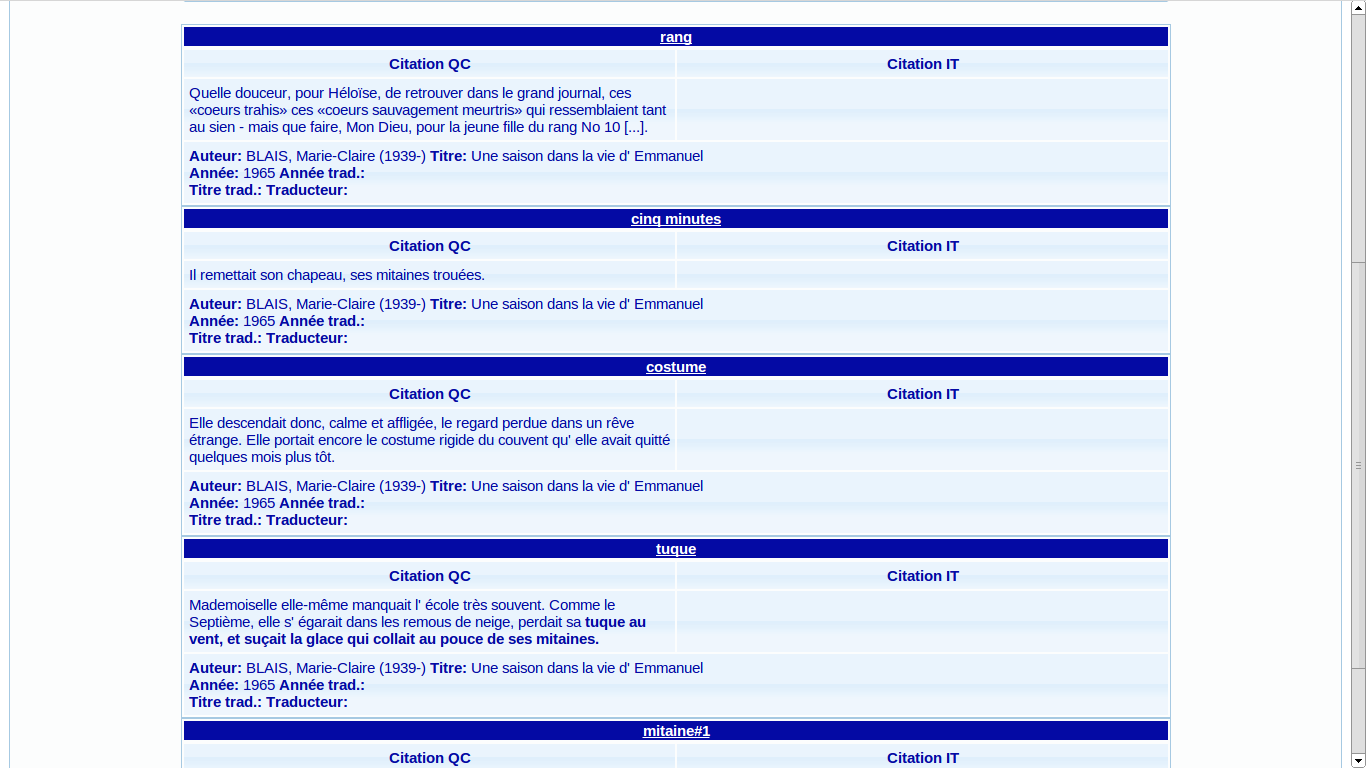 rang
Citation QC Citation IT
Quelle douceur, pour Héloïse, de retrouver dans le grand journal, ces
«coeurs trahis» ces «coeurs sauvagement meurtris» qui ressemblaient tant
au sien - mais que faire, Mon Dieu, pour la jeune fille du rang No 10 [...].
Auteur: BLAIS, Marie-Claire (1939-) Titre: Une saison dans la vie d' Emmanuel
Année: 1965 Année trad.:
Titre trad.: Traducteur:
cinq minutes
Citation QC Citation IT
Il remettait son chapeau, ses mitaines trouées.
Auteur: BLAIS, Marie-Claire (1939-) Titre: Une saison dans la vie d' Emmanuel
Année: 1965 Année trad.:
Titre trad.: Traducteur:
costume
Citation QC Citation IT
Elle descendait donc, calme et affligée, le regard perdue dans un rêve
étrange. Elle portait encore le costume rigide du couvent qu' elle avait quitté
quelques mois plus tôt.
Auteur: BLAIS, Marie-Claire (1939-) Titre: Une saison dans la vie d' Emmanuel
Année: 1965 Année trad.:
Titre trad.: Traducteur:
tuque
Citation QC Citation IT
Mademoiselle elle-même manquait l' école très souvent. Comme le
Septième, elle s' égarait dans les remous de neige, perdait sa tuque au
vent, et suçait la glace qui collait au pouce de ses mitaines.
Auteur: BLAIS, Marie-Claire (1939-) Titre: Une saison dans la vie d' Emmanuel
Année: 1965 Année trad.:
Titre trad.: Traducteur:
mitaine#1
Citation QC Citation IT